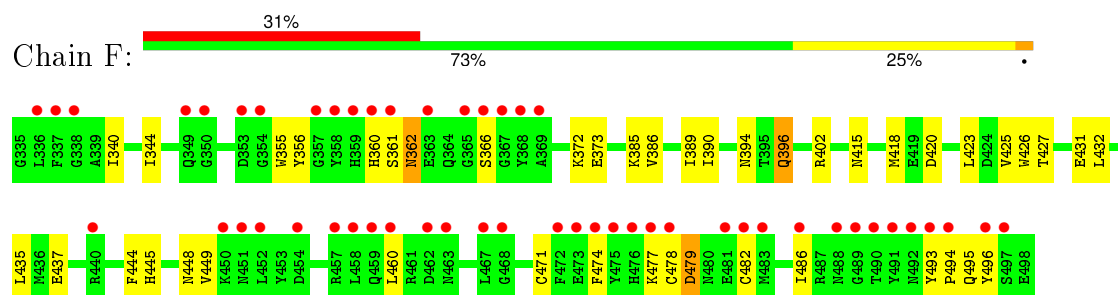 31%
Chain F:
73% 25% •
G335 L336 F337 G338 A339 I340 I344 Q349 G350 D353 G354 W355 Y356 G357 Y358 H359 H360 S361 N362 E363 Q364 G365 S366 G367 Y368 A369 K372 E373 K385 V386 I389 I390 N394 T395 Q396 R402 N415 M418 E419 D420 L423 D424 V425 W426 T427 E431 L432
L435 M436 E437 R440 F444 H445 N448 V449 K450 N451 L452 Y453 D454 R457 L458 Q459 L460 R461 D462 N463 L467 G468 C471 F472 E473 F474 Y475 H476 K477 C478 D479 N480 E481 C482 M483 I486 R487 N488 G489 T490 Y491 N492 Y493 P494 Q495 Y496 S497 E498